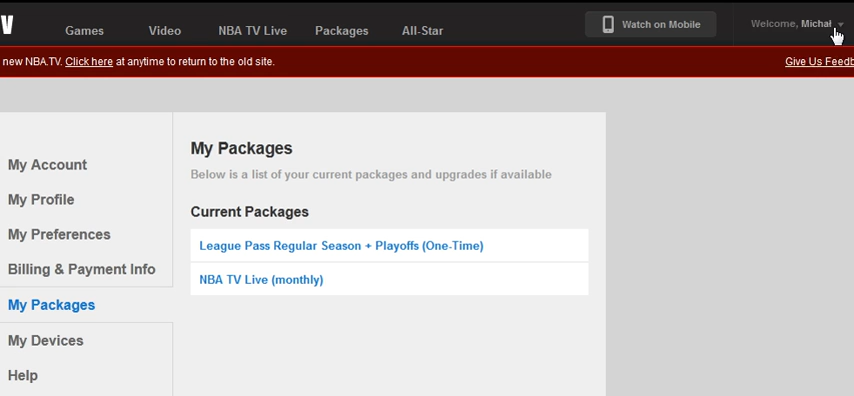 V
Games Video NBA TV Live Packages All-Star Watch on Mobile Welcome, Michał
new NBA.TV. Click here at anytime to return to the old site. Give Us Feedb
My Account
My Profile
My Preferences
Billing & Payment Info
My Packages
My Devices
Help
My Packages
Below is a list of your current packages and upgrades if available
Current Packages
League Pass Regular Season + Playoffs (One-Time)
NBA TV Live (monthly)